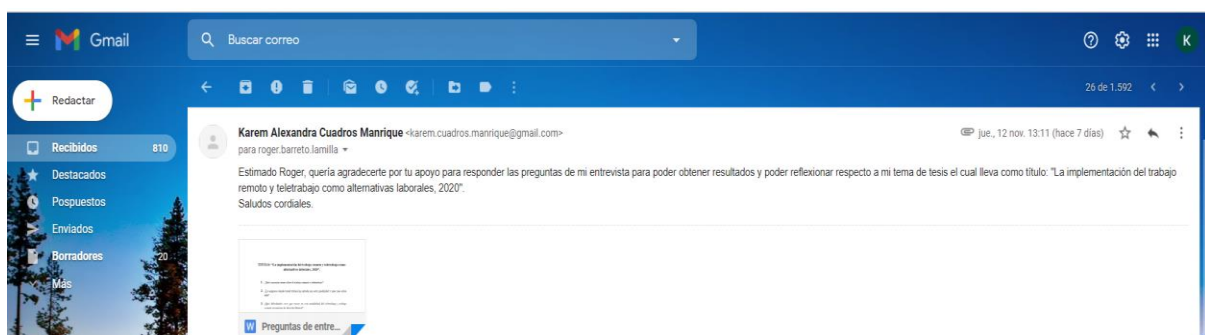 Gmail
Buscar correo
K
Redactar
26 de 1.592
Recibidos 810
Destacados
Pospuestos
Enviados
Borradores 20
Más
Karem Alexandra Cuadros Manrique <karem.cuadros.manrique@gmail.com>
jue., 12 nov. 13:11 (hace 7 días)
para roger.barreto.lamilla
Estimado Roger, quería agradecerte por tu apoyo para responder las preguntas de mi entrevista para poder obtener resultados y poder reflexionar respecto a mi tema de tesis el cual lleva como título: "La implementación del trabajo
remoto y teletrabajo como alternativas laborales, 2020".
Saludos cordiales.
W Preguntas de entre...